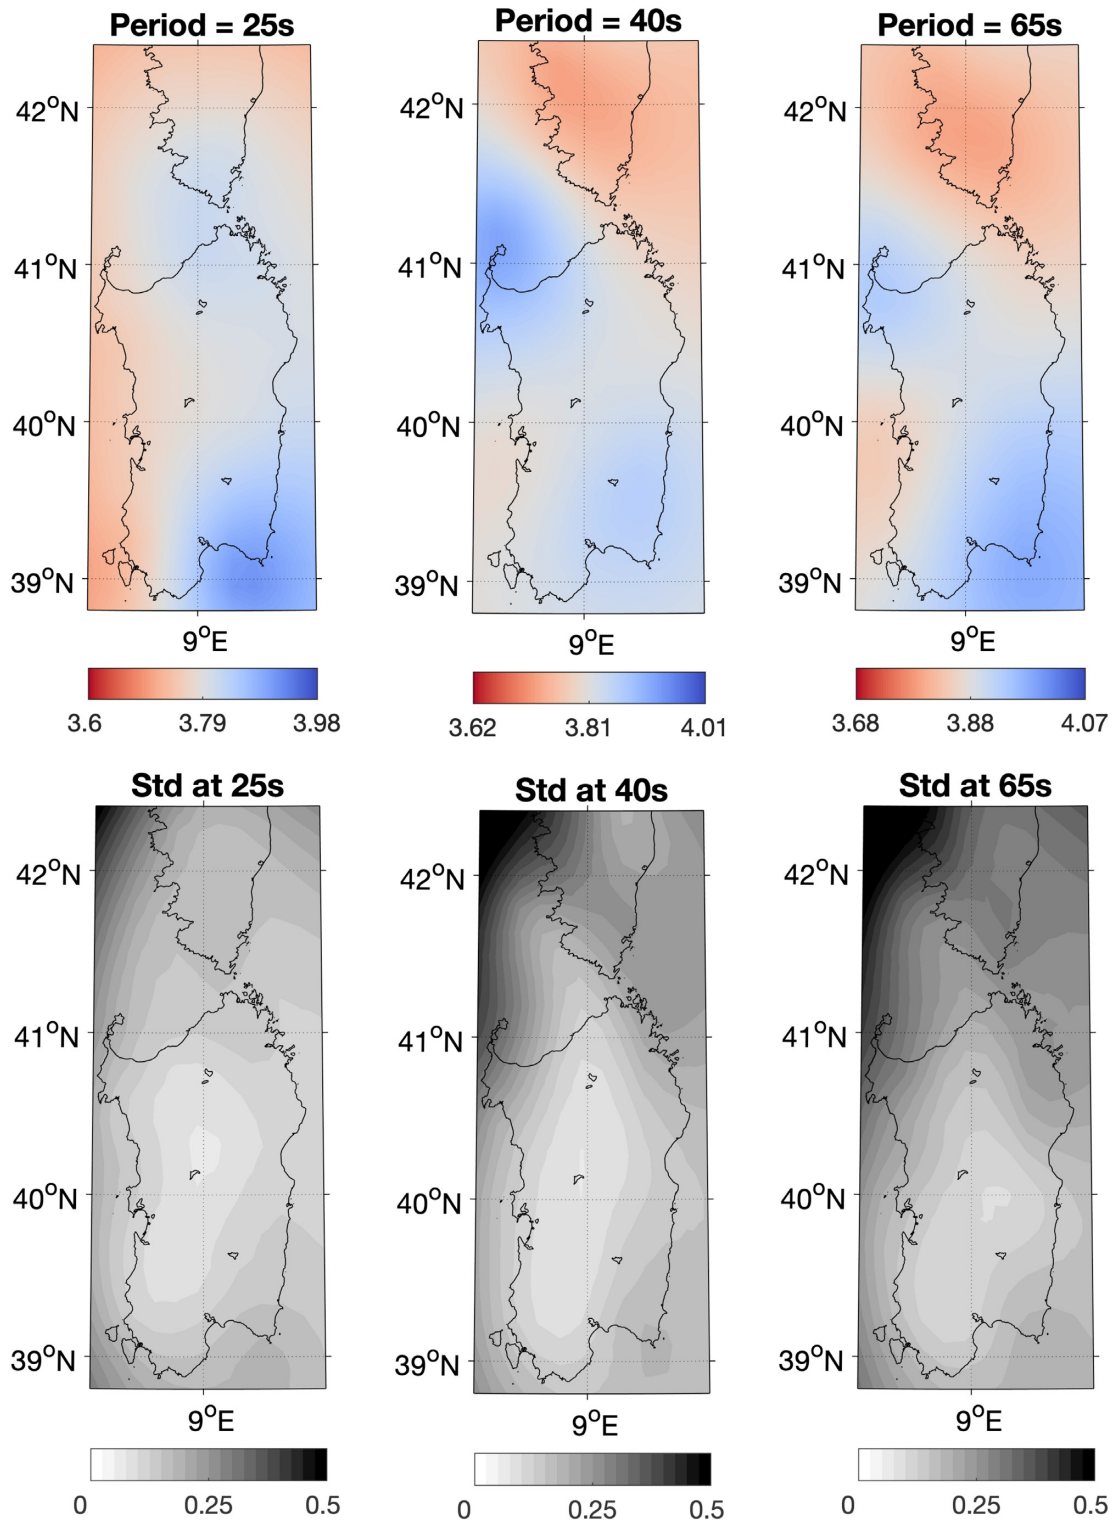 Period = 25s
Period = 40s
Period = 65s
42°N
42°N
42°N
41°N
41°N
41°N
40°N
40°N
40°N
39°N
39°N
39°N
9°E
9°E
9°E
3.6
3.79
3.98
3.62
3.81
4.01
3.68
3.88
4.07
Std at 25s
Std at 40s
Std at 65s
42°N
42°N
42°N
41°N
41°N
41°N
40°N
40°N
40°N
39°N
39°N
39°N
9°E
9°E
9°E
0
0.25
0.5
0
0.25
0.5
0
0.25
0.5